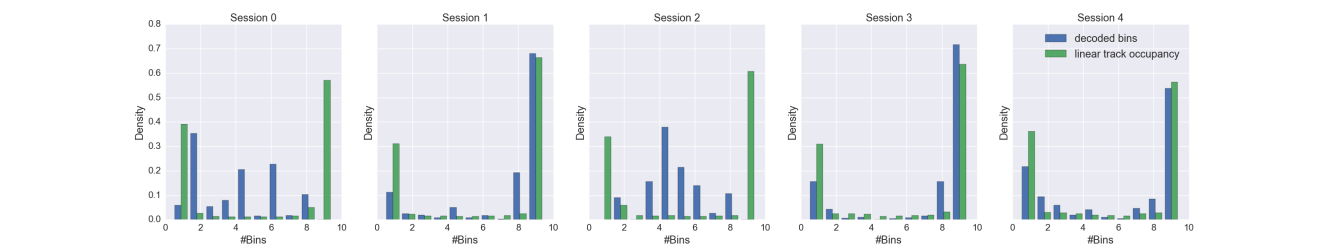 Session 0
Session 1
Session 2
Session 3
Session 4
0.8
0.7
0.6
0.5
0.4
0.3
0.2
0.1
0.0
Density
Density
Density
Density
Density
decoded bins
linear track occupancy
0 2 4 6 8 10
0 2 4 6 8 10
0 2 4 6 8 10
0 2 4 6 8 10
0 2 4 6 8 10
#Bins
#Bins
#Bins
#Bins
#Bins